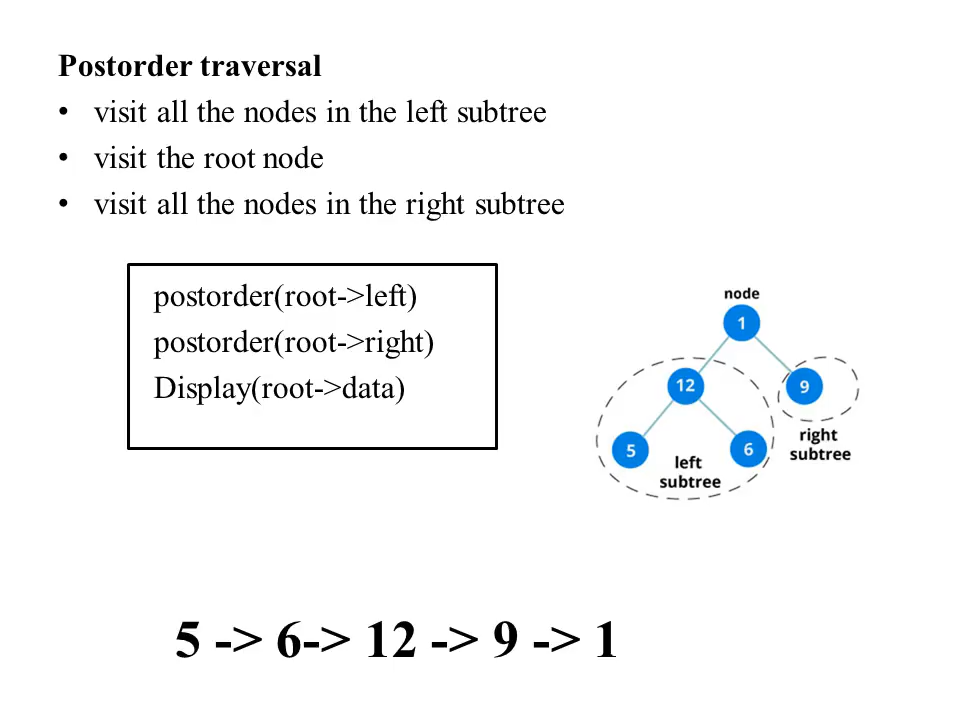 Postorder traversal
• visit all the nodes in the left subtree
• visit the root node
• visit all the nodes in the right subtree
postorder(root->left)
postorder(root->right)
Display(root->data)
node
1
12
9
5
6
left
subtree
right
subtree
5 -> 6-> 12 -> 9 -> 1